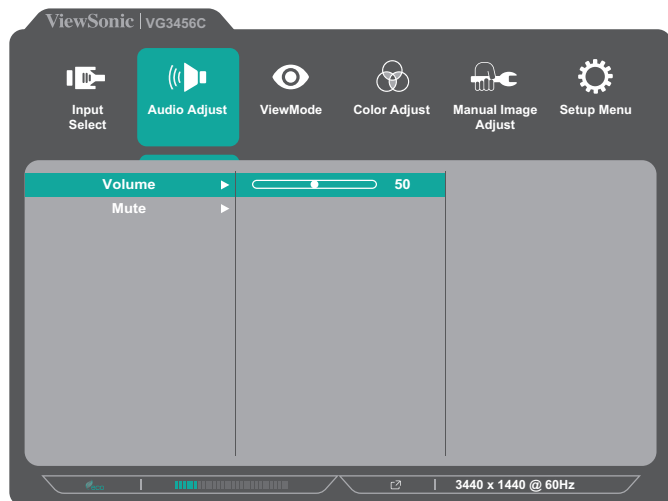 ViewSonic | VG3456C
Input
Select
Audio Adjust
ViewMode
Color Adjust
Manual Image
Adjust
Setup Menu
Volume
50
Mute
eco
3440 x 1440 @ 60Hz